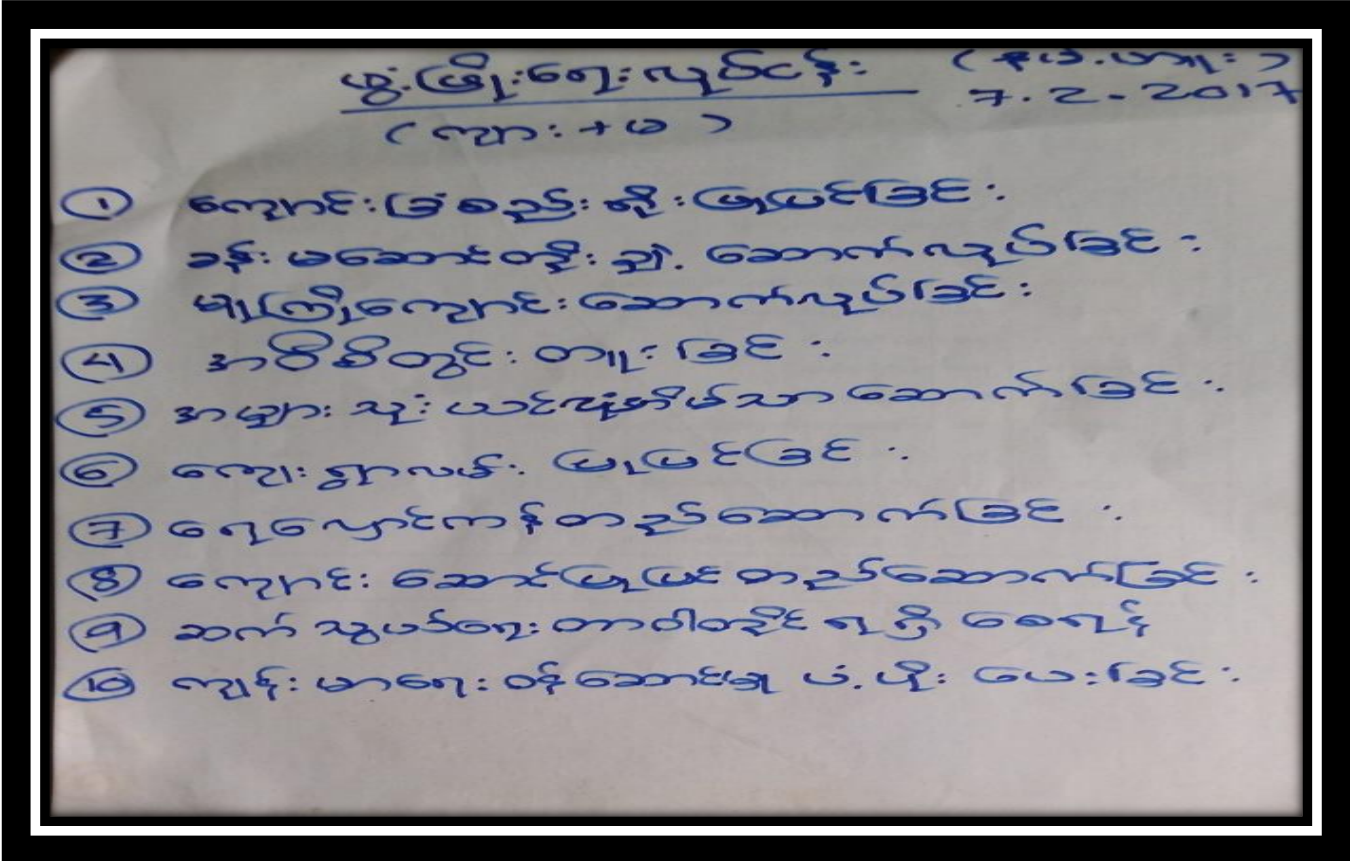 ဖွံ့ဖြိုးရေးလုပ်ငန်း
7.2-2017
(ကျား+မ)
① ကျောင်းခြံစည်းရိုးပြုပြင်ခြင်း
② ခန်းမဆောင်တိုးချဲ့ဆောက်လုပ်ခြင်း
③ မူကြိုကျောင်းဆောက်လုပ်ခြင်း
④ အဝီစိတွင်းတူးခြင်း
⑤ အများသုံးယင်လုံအိမ်သာဆောက်ခြင်း
⑥ ကျေးရွာလမ်းပြုပြင်ခြင်း
⑦ ရေလှောင်ကန်တည်ဆောက်ခြင်း
⑧ ကျောင်းဆောင်ပြုပြင်တည်ဆောက်ခြင်း
⑨ ဆက်သွယ်ရေးတာဝါတိုင်ရရှိစေရန်
⑩ ကျန်းမာရေးဝန်ဆောင်မှုပံ့ပိုးပေးခြင်း